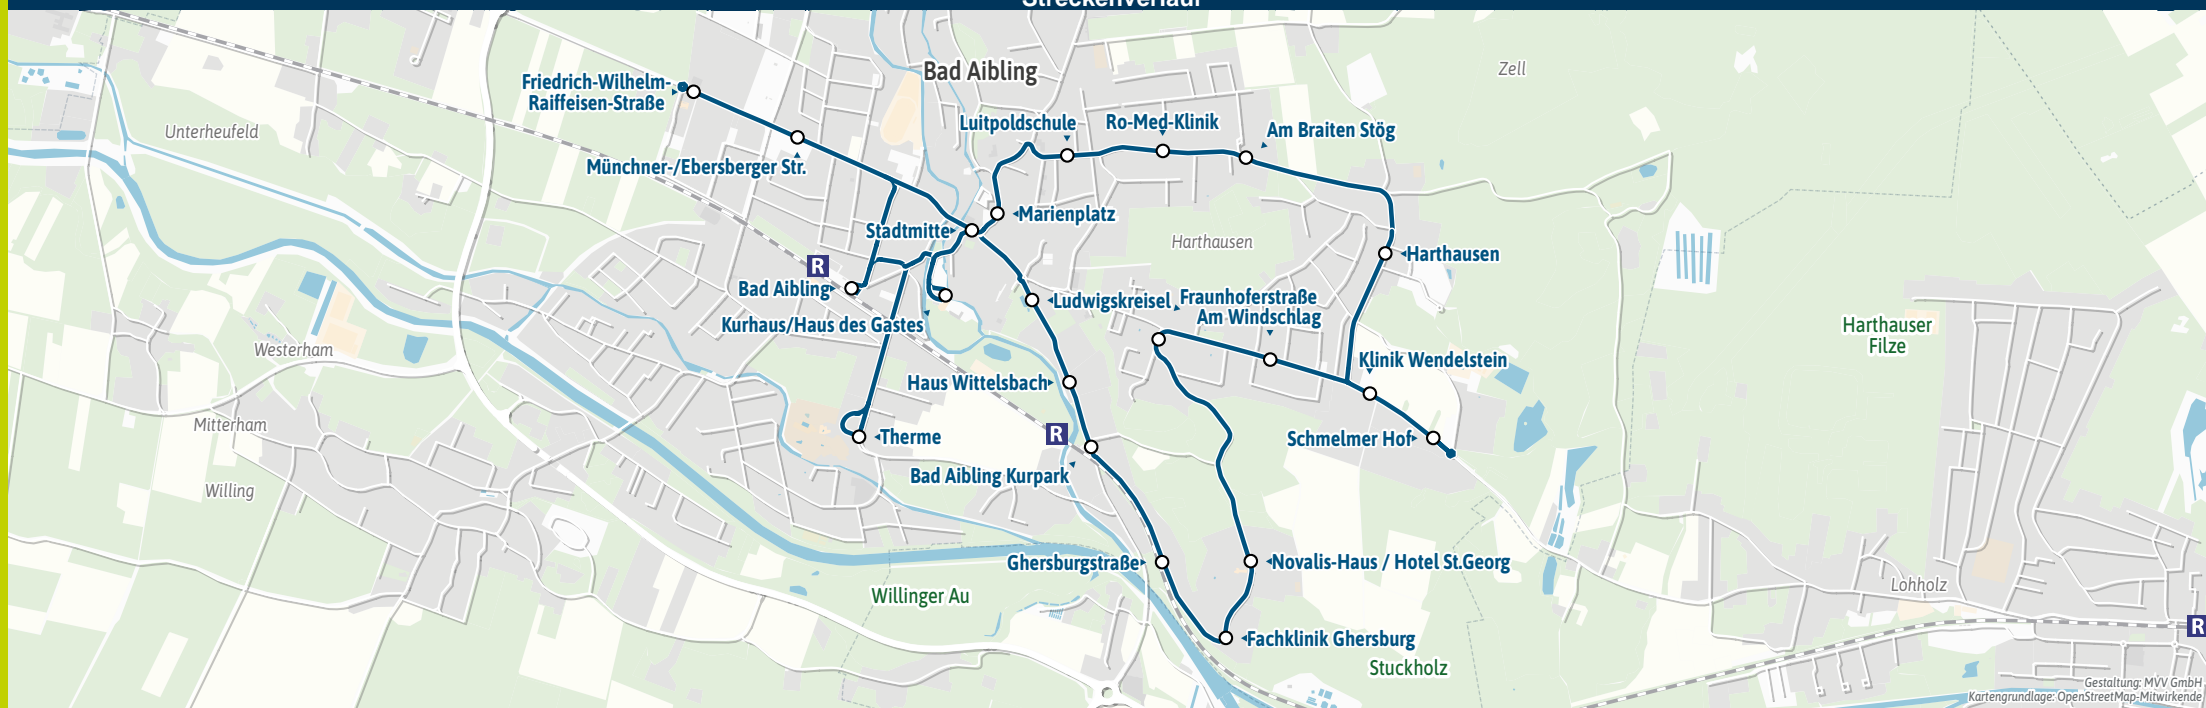 Streckenverlauf
Bad Aibling
Zell
Friedrich-Wilhelm-
Raiffeisen-Straße
Unterheufeld
Luitpoldschule
Ro-Med-Klinik
Am Braiten Stög
Münchner-/Ebersberger Str.
Marienplatz
Stadtmitte
Harthausen
Harthausen
R
Bad Aibling
Ludwigskreisel
Fraunhoferstraße
Am Windschlag
Kurhaus/Haus des Gastes
Harthauser
Filze
Westerham
Klinik Wendelstein
Haus Wittelsbach
Mitterham
Therme
R
Schmelmer Hof
Bad Aibling Kurpark
Willing
Ghersburgstraße
Novalis-Haus / Hotel St.Georg
Willinger Au
Lohholz
R
Fachklinik Ghersburg
Stuckholz
Gestaltung: MVV GmbH
Kartengrundlage: OpenStreetMap-Mitwirkende